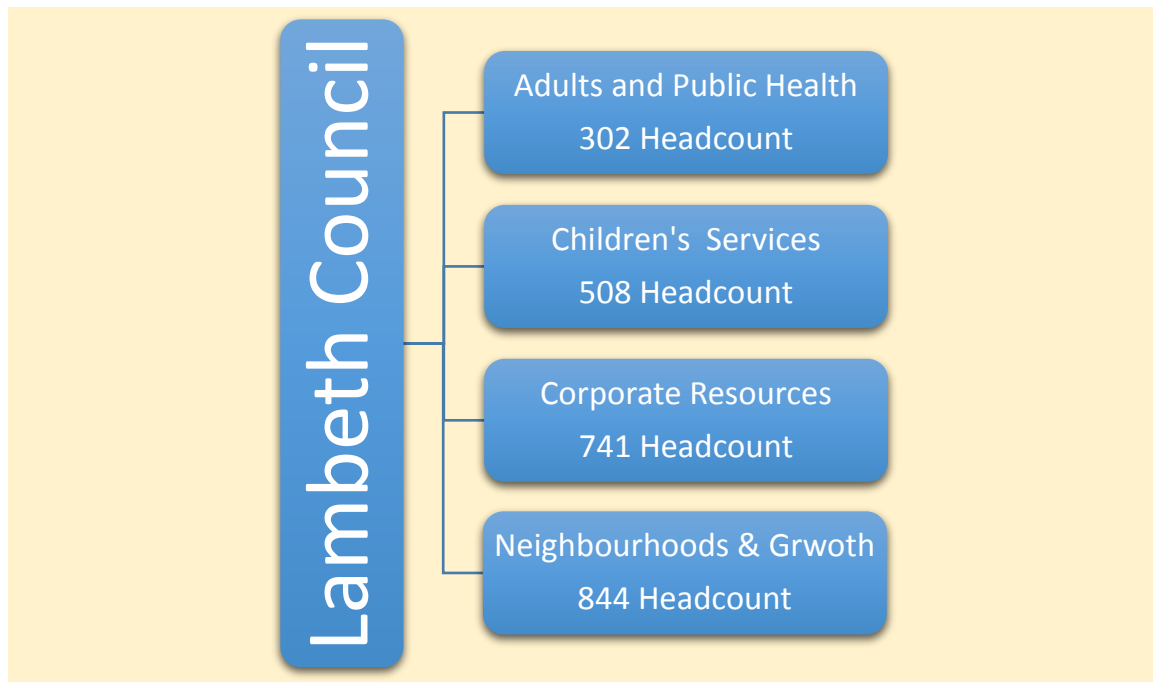 Lambeth Council
Adults and Public Health
302 Headcount
Children's  Services
508 Headcount
Corporate Resources
741 Headcount
Neighbourhoods & Grwoth
844 Headcount